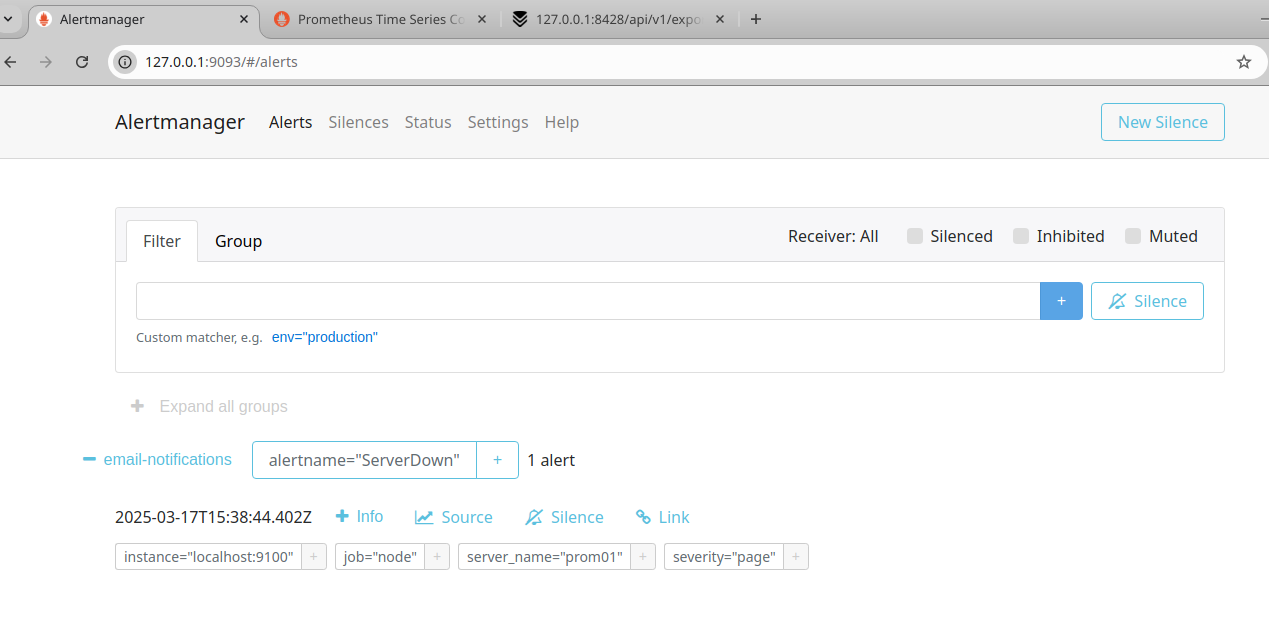 Alertmanager
Prometheus Time Series Co
127.0.0.1:8428/api/v1/expo
127.0.0.1:9093/#/alerts
Alertmanager Alerts Silences Status Settings Help New Silence
Filter Group Receiver: All Silenced Inhibited Muted
+ Silence
Custom matcher, e.g. env="production"
+ Expand all groups
email-notifications alertname="ServerDown" + 1 alert
2025-03-17T15:38:44.402Z + Info Source Silence Link
instance="localhost:9100" + job="node" + server_name="prom01" + severity="page" +